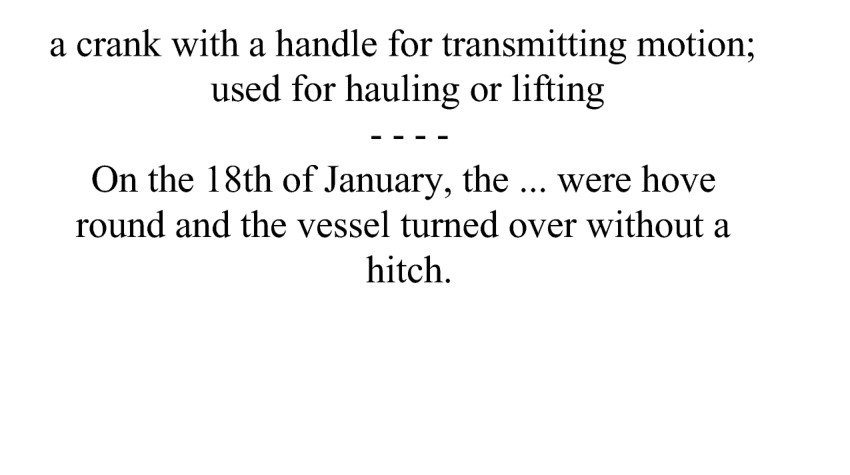 a crank with a handle for transmitting motion;
used for hauling or lifting
- - - -
On the 18th of January, the ... were hove
round and the vessel turned over without a
hitch.